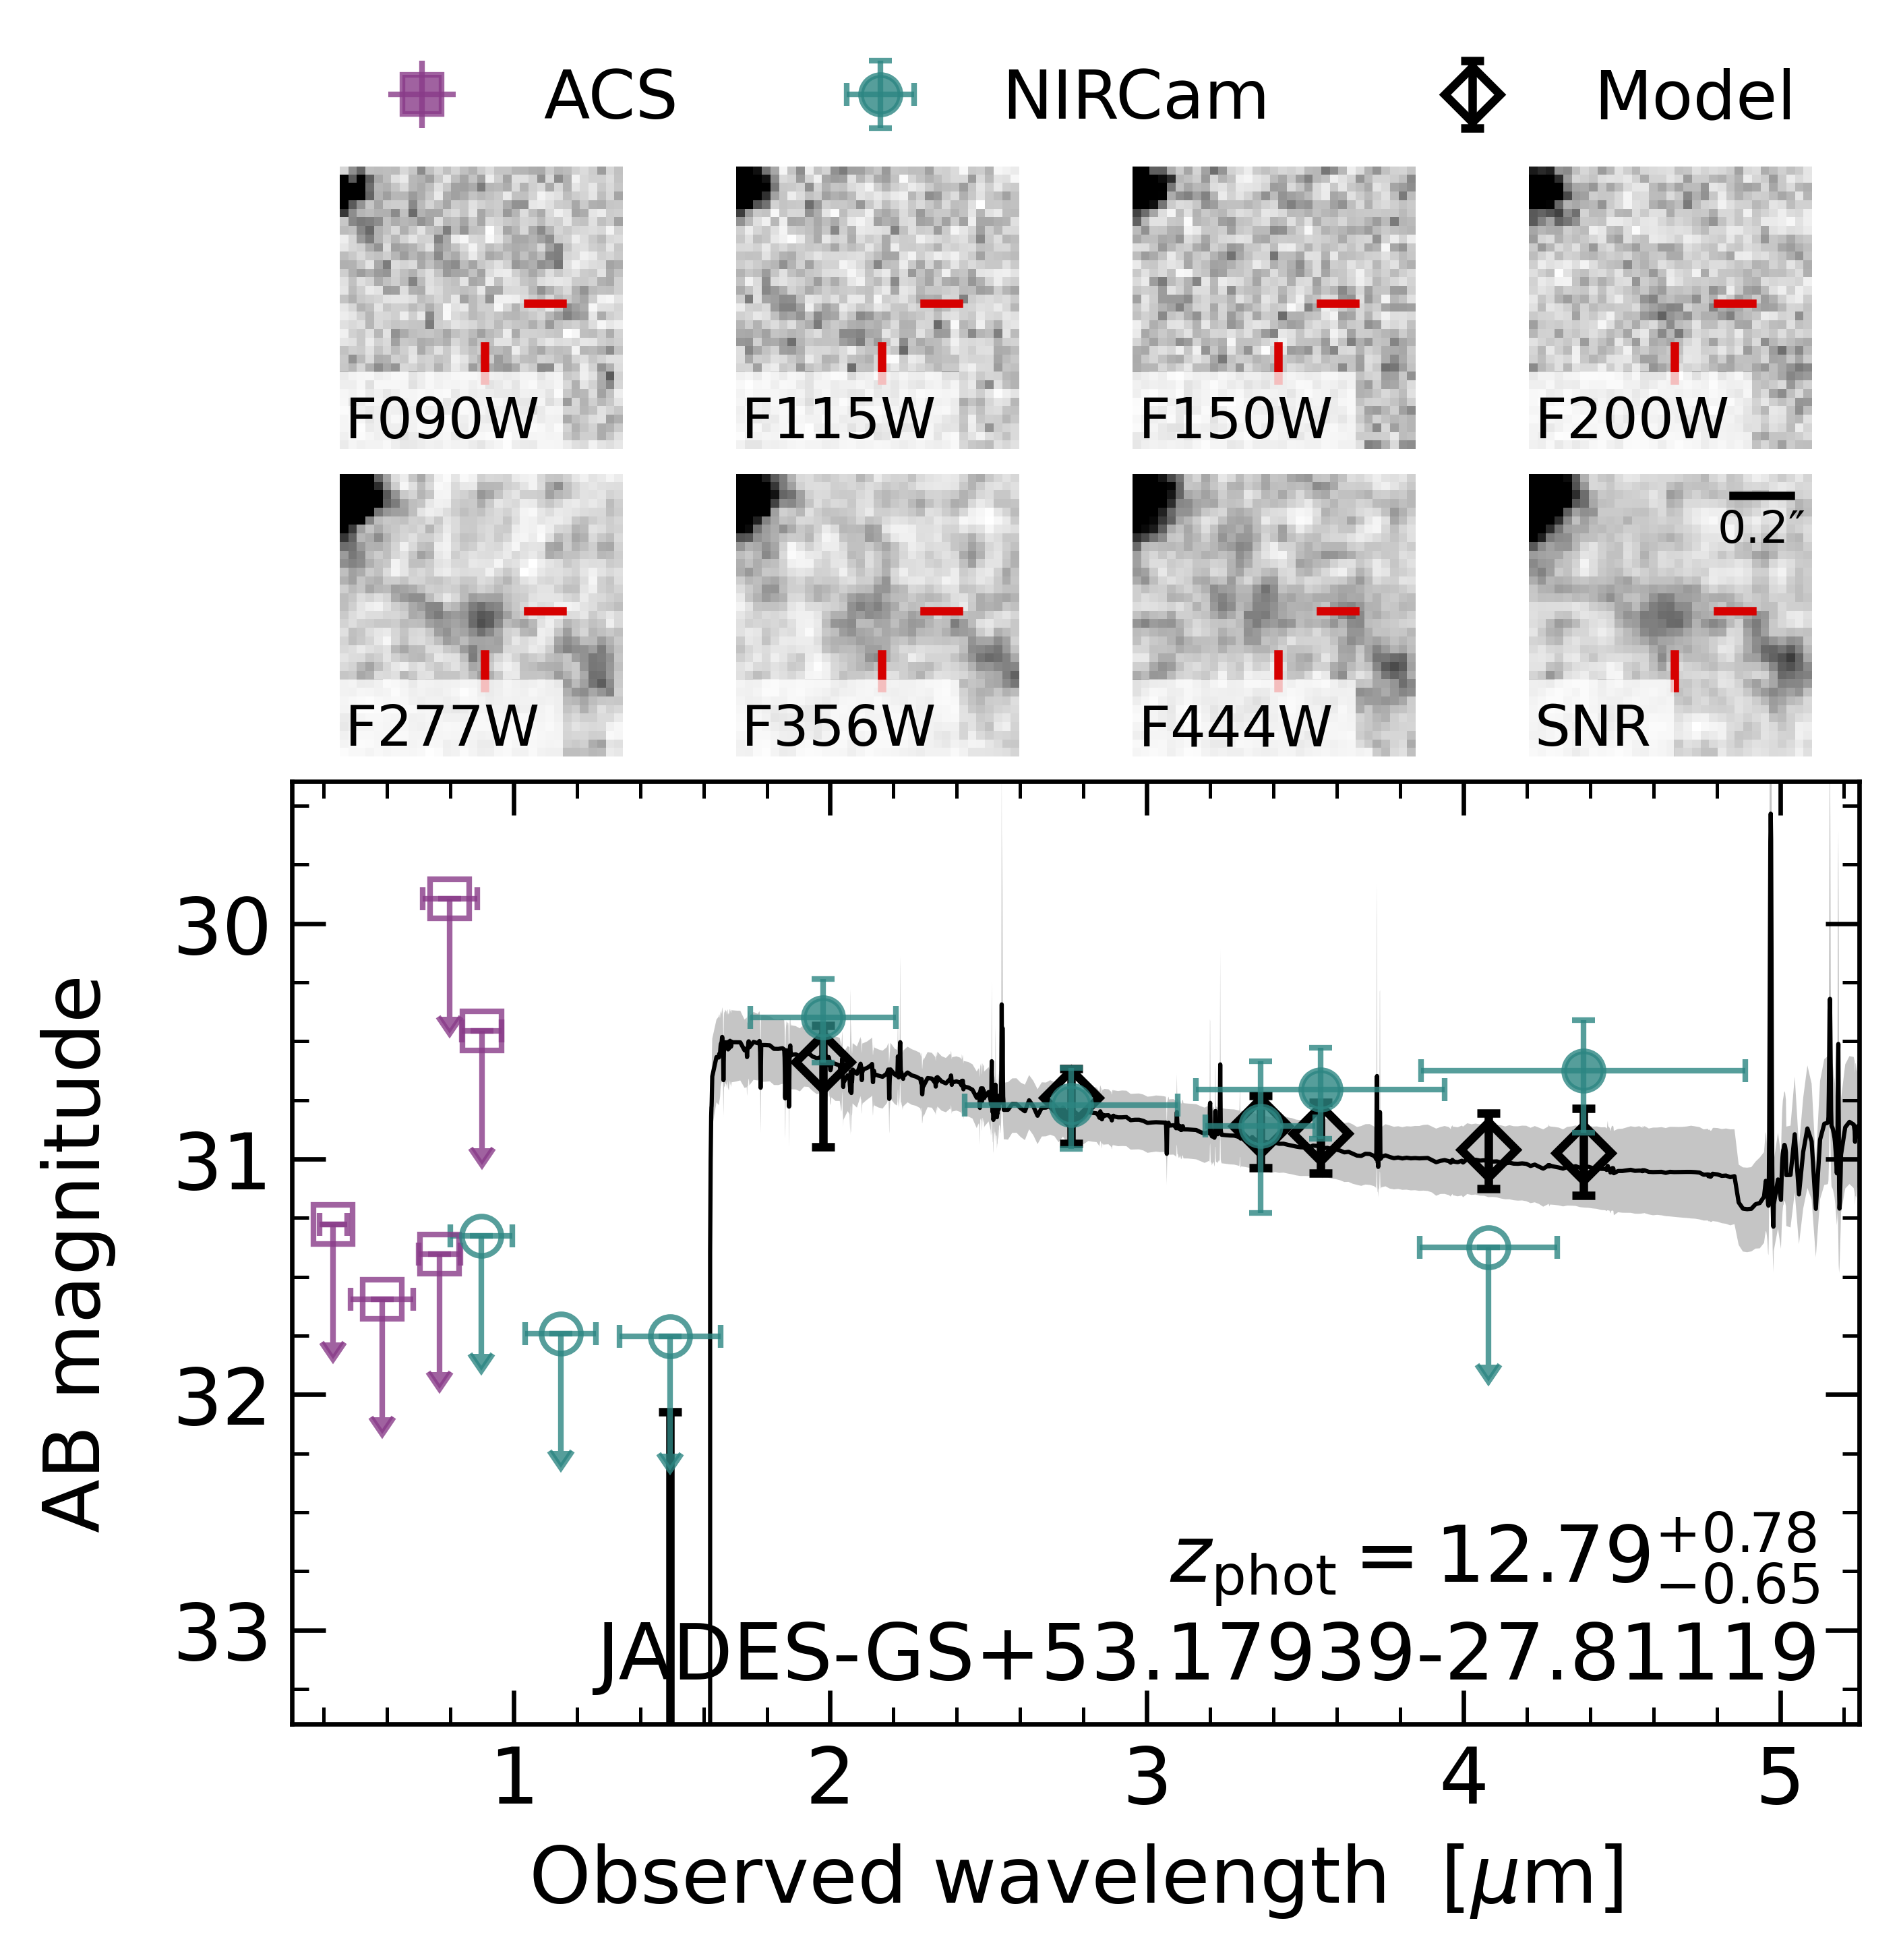 ACS NIRCam Model
F090W F115W F150W F200W
0.2″
F277W F356W F444W SNR
30
31
32
33
AB magnitude
z_phot = 12.79 +0.78 −0.65
JADES-GS+53.17939-27.81119
1 2 3 4 5
Observed wavelength [μm]